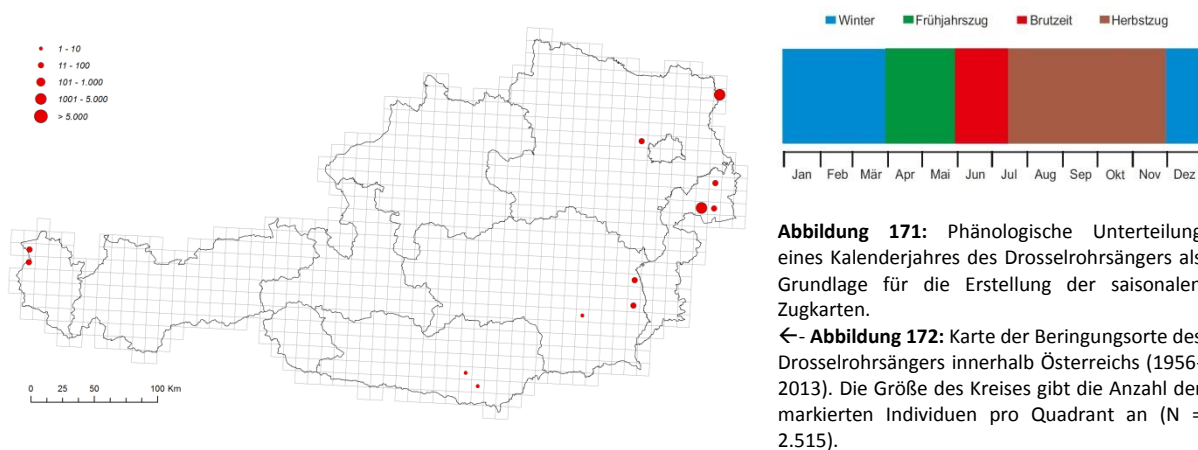 1 - 10
11 - 100
101 - 1.000
1001 - 5.000
> 5.000
0 25 50 100 Km
Winter Frühjahrszug Brutzeit Herbstzug
Jan Feb Mär Apr Mai Jun Jul Aug Sep Okt Nov Dez
Abbildung 171: Phänologische Unterteilung
eines Kalenderjahres des Drosselrohrsängers als
Grundlage für die Erstellung der saisonalen
Zugkarten.
←- Abbildung 172: Karte der Beringungsorte des
Drosselrohrsängers innerhalb Österreichs (1956-
2013). Die Größe des Kreises gibt die Anzahl der
markierten Individuen pro Quadrant an (N =
2.515).